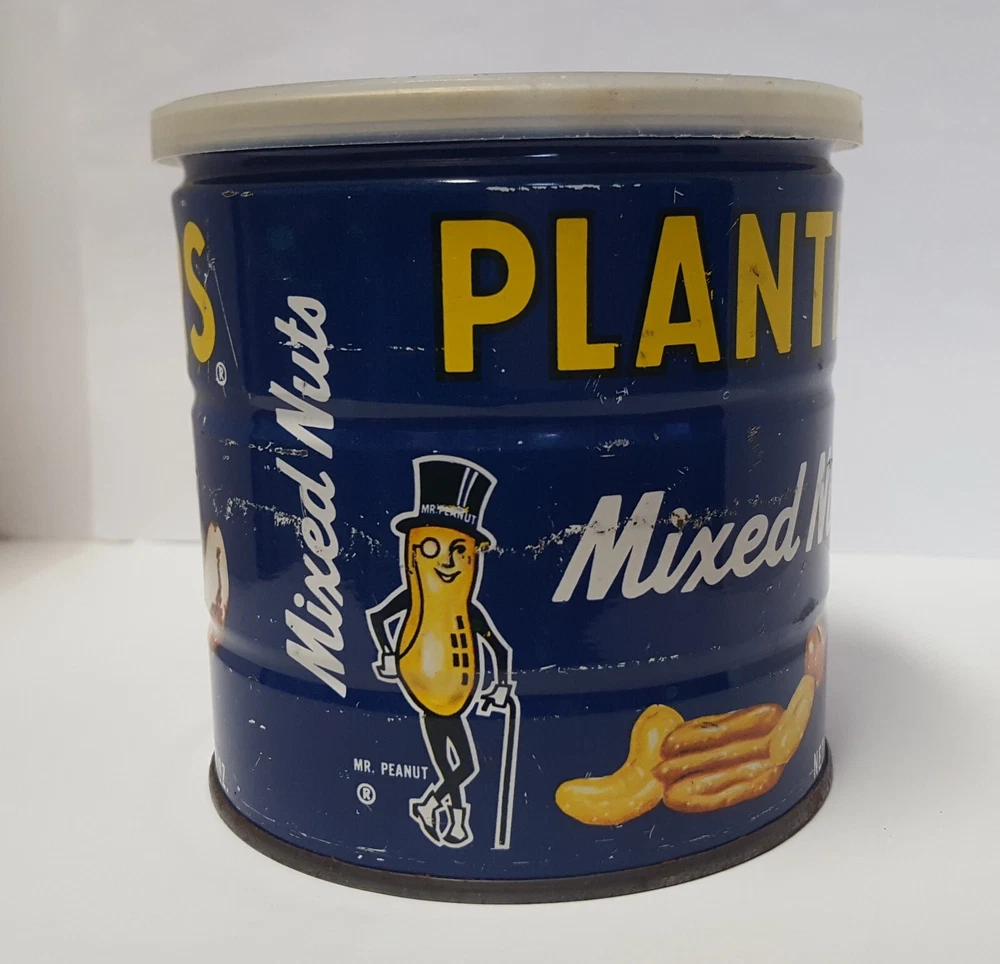 S
®
Mixed Nuts
PLANT
Mixed N
MR. PEANUT
MR. PEANUT
®